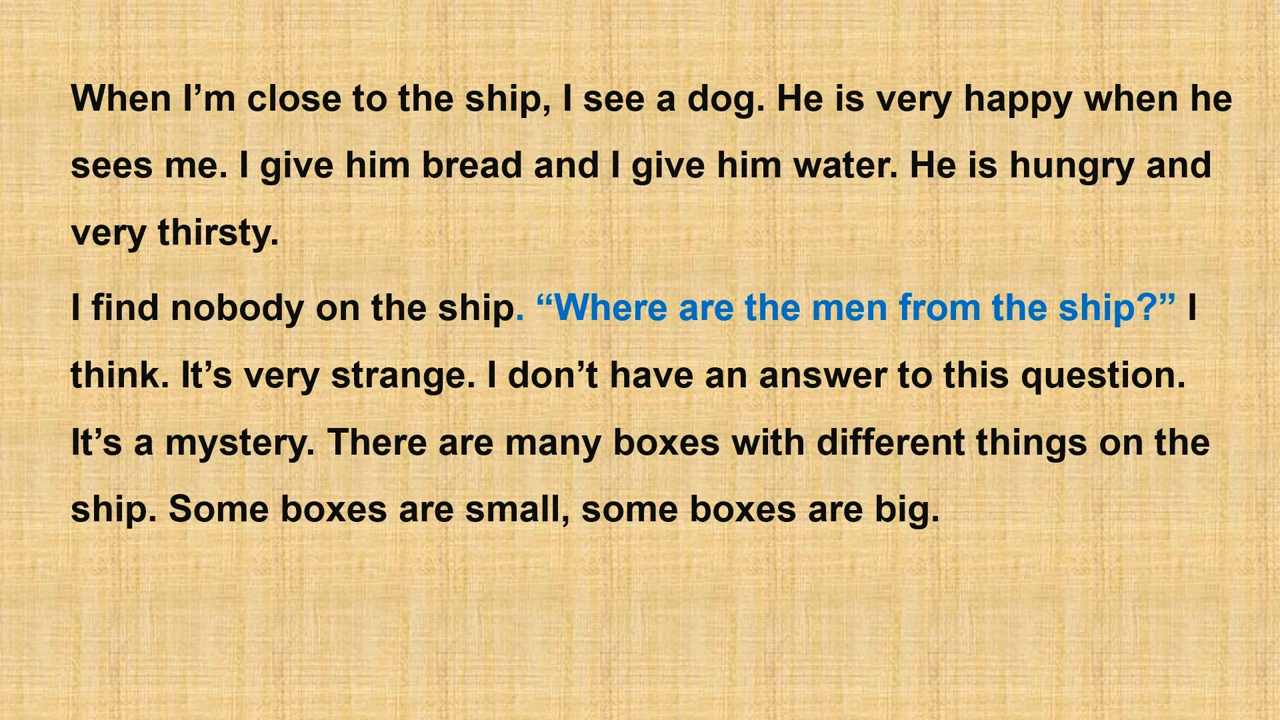 When I’m close to the ship, I see a dog. He is very happy when he
sees me. I give him bread and I give him water. He is hungry and
very thirsty.
I find nobody on the ship. “Where are the men from the ship?” I
think. It’s very strange. I don’t have an answer to this question.
It’s a mystery. There are many boxes with different things on the
ship. Some boxes are small, some boxes are big.